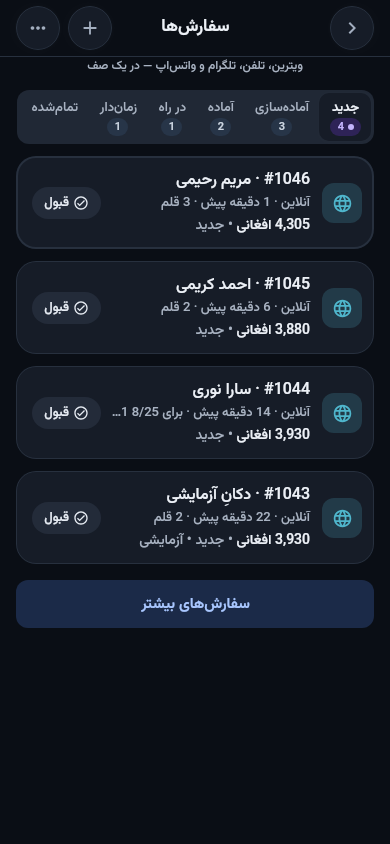 سفارش‌ها
ویترین، تلفن، تلگرام و واتس‌اپ — در یک صف
جدید
4
آماده‌سازی
3
آماده
2
در راه
1
زمان‌دار
1
تمام‌شده
#1046 · مریم رحیمی
آنلاین · 1 دقیقه پیش · 3 قلم
4,305 افغانی • جدید
قبول
#1045 · احمد کریمی
آنلاین · 6 دقیقه پیش · 2 قلم
3,880 افغانی • جدید
قبول
#1044 · سارا نوری
آنلاین · 14 دقیقه پیش · برای 8/25 1…
3,930 افغانی • جدید
قبول
#1043 · دکانِ آزمایشی
آنلاین · 22 دقیقه پیش · 2 قلم
3,930 افغانی • جدید • آزمایشی
قبول
سفارش‌های بیشتر